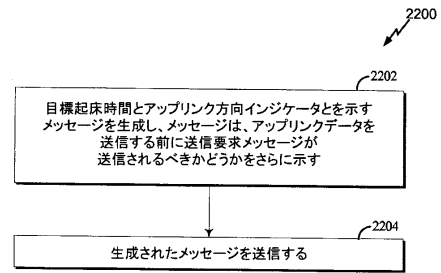 2200
2202
目標起床時間とアップリンク方向インジケータとを示す
メッセージを生成し、メッセージは、アップリンクデータを
送信する前に送信要求メッセージが
送信されるべきかどうかをさらに示す
2204
生成されたメッセージを送信する